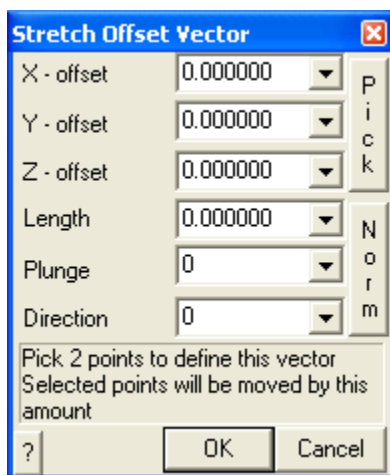 Stretch Offset Vector
X - offset 0.000000
Y - offset 0.000000
Z - offset 0.000000
Pick
Length 0.000000
Plunge 0
Direction 0
Norm
Pick 2 points to define this vector
Selected points will be moved by this
amount
? OK Cancel